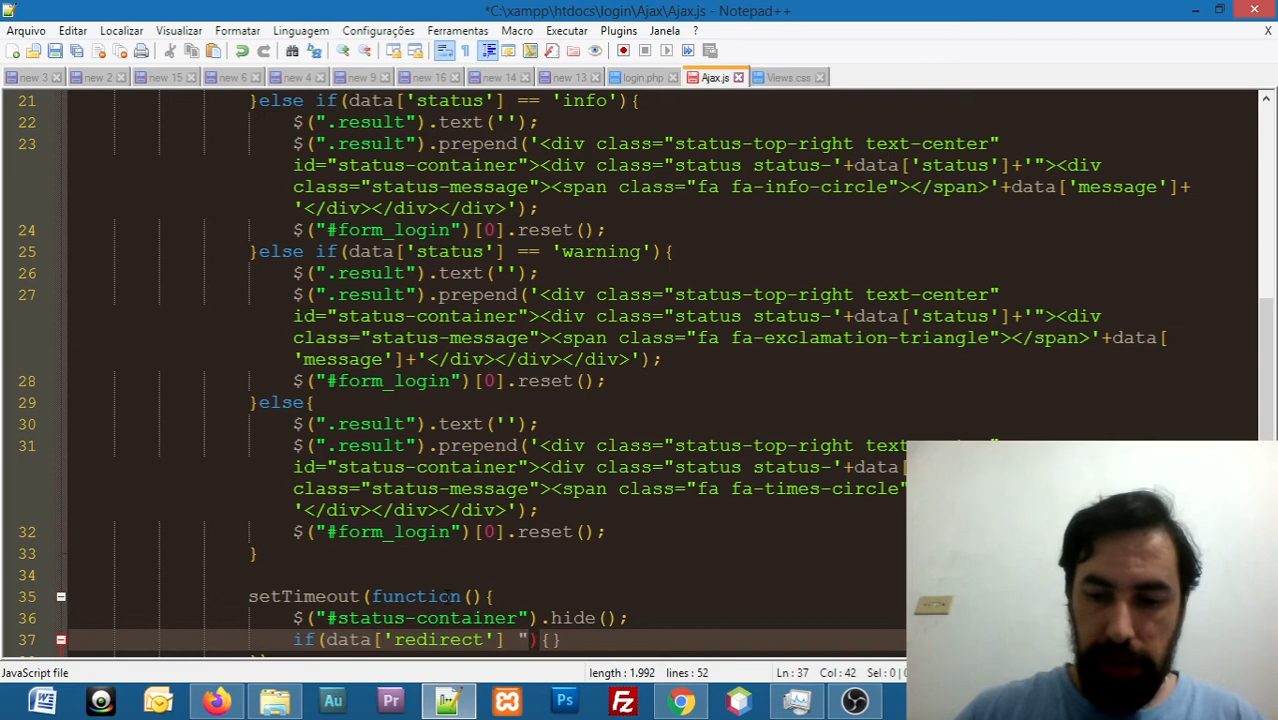 *C:\xampp\htdocs\login\Ajax\Ajax.js - Notepad++
Arquivo Editar Localizar Visualizar Formatar Linguagem Configurações Ferramentas Macro Executar Plugins Janela ? X
new 3 new 2 new 15 new 6 new 4 new 9 new 16 new 14 new 13 login.php Ajax.js Views.css
21 }else if(data['status'] == 'info'){
22 $(".result").text('');
23 $(".result").prepend('<div class="status-top-right text-center"
id="status-container"><div class="status status-'+data['status']+'"><div
class="status-message"><span class="fa fa-info-circle"></span>'+data['message']+
'</div></div></div>');
24 $("#form_login")[0].reset();
25 }else if(data['status'] == 'warning'){
26 $(".result").text('');
27 $(".result").prepend('<div class="status-top-right text-center"
id="status-container"><div class="status status-'+data['status']+'"><div
class="status-message"><span class="fa fa-exclamation-triangle"></span>'+data[
'message']+'</div></div></div>');
28 $("#form_login")[0].reset();
29 }else{
30 $(".result").text('');
31 $(".result").prepend('<div class="status-top-right
id="status-container"><div class="status status-'+data[
class="status-message"><span class="fa fa-times-circle"
'</div></div></div>');
32 $("#form_login")[0].reset();
33 }
34
35 setTimeout(function(){
36 $("#status-container").hide();
37 if(data['redirect'] "){}
JavaScript file length : 1.992 lines : 52 Ln : 37 Col : 42 Sel : 0 | 0
W Au Pr Ps Fz